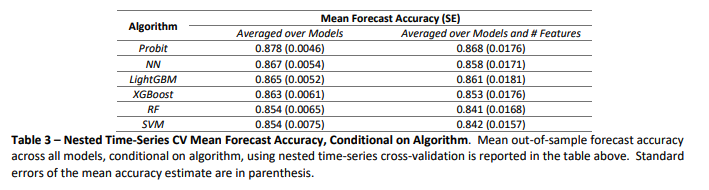 Algorithm Mean Forecast Accuracy (SE)
Averaged over Models Averaged over Models and # Features
Probit 0.878 (0.0046) 0.868 (0.0176)
NN 0.867 (0.0054) 0.858 (0.0171)
LightGBM 0.865 (0.0052) 0.861 (0.0181)
XGBoost 0.863 (0.0061) 0.853 (0.0176)
RF 0.854 (0.0065) 0.841 (0.0168)
SVM 0.854 (0.0075) 0.842 (0.0157)
Table 3 – Nested Time-Series CV Mean Forecast Accuracy, Conditional on Algorithm. Mean out-of-sample forecast accuracy
across all models, conditional on algorithm, using nested time-series cross-validation is reported in the table above. Standard
errors of the mean accuracy estimate are in parenthesis.